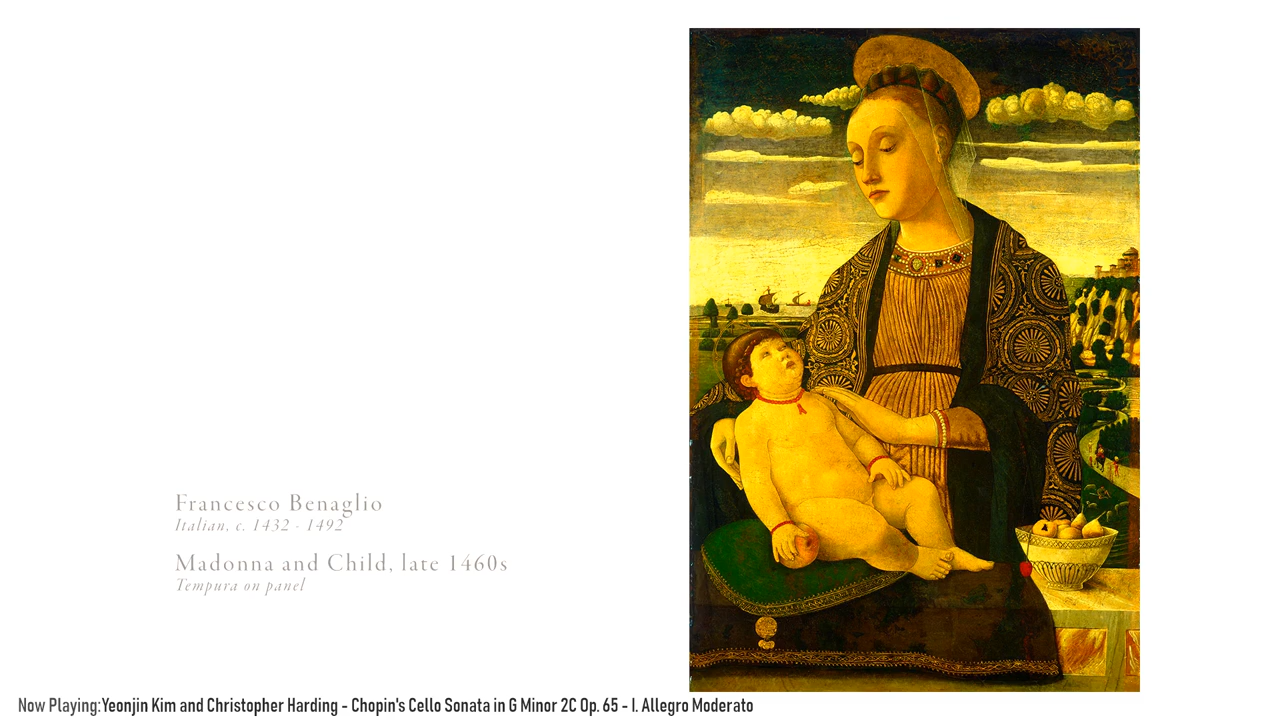 Francesco Benaglio
Italian, c. 1432 - 1492
Madonna and Child, late 1460s
Tempura on panel
Now Playing: Yeonjin Kim and Christopher Harding - Chopin's Cello Sonata in G Minor 2C Op. 65 - I. Allegro Moderato